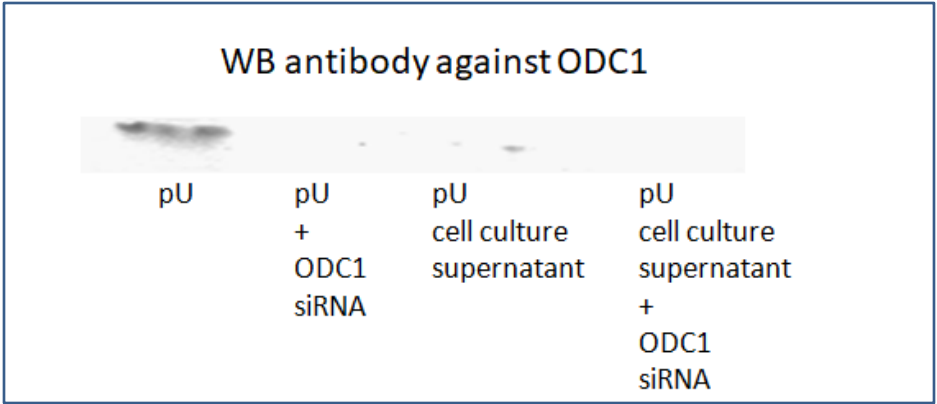 WB antibody against ODC1
pU
pU
+
ODC1
siRNA
pU
cell culture
supernatant
pU
cell culture
supernatant
+
ODC1
siRNA